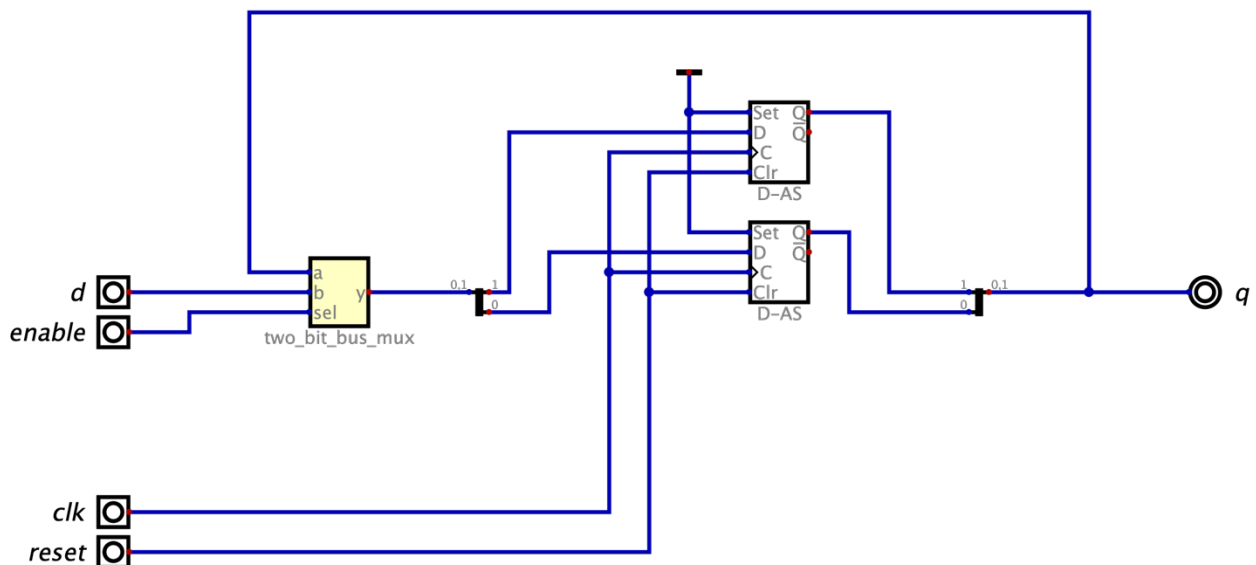 Set Q
D Q
C
Clr
D-AS
Set Q
D Q
C
Clr
D-AS
a
d b y 0,1 1 1 0,1 q
sel 0 0
enable two_bit_bus_mux
clk
reset